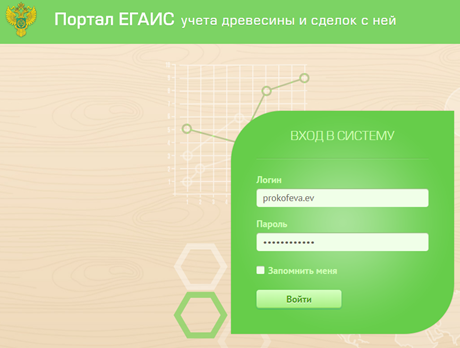 Портал ЕГАИС учета древесины и сделок с ней
ВХОД В СИСТЕМУ
Логин
prokofeva.ev
Пароль
••••••••••••
Запомнить меня
Войти